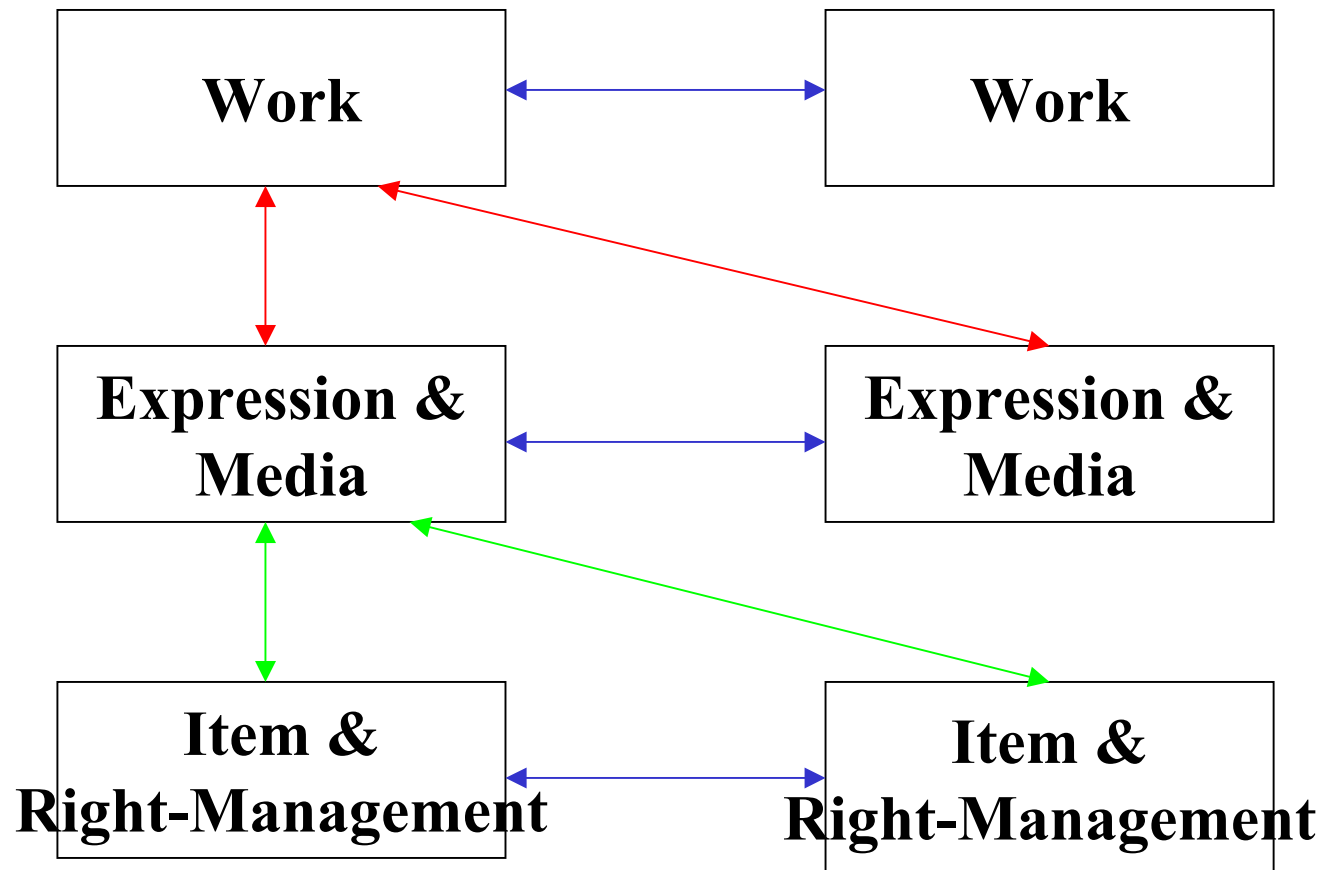 Work
Work
Expression &
Media
Expression &
Media
Item &
Right-Management
Item &
Right-Management